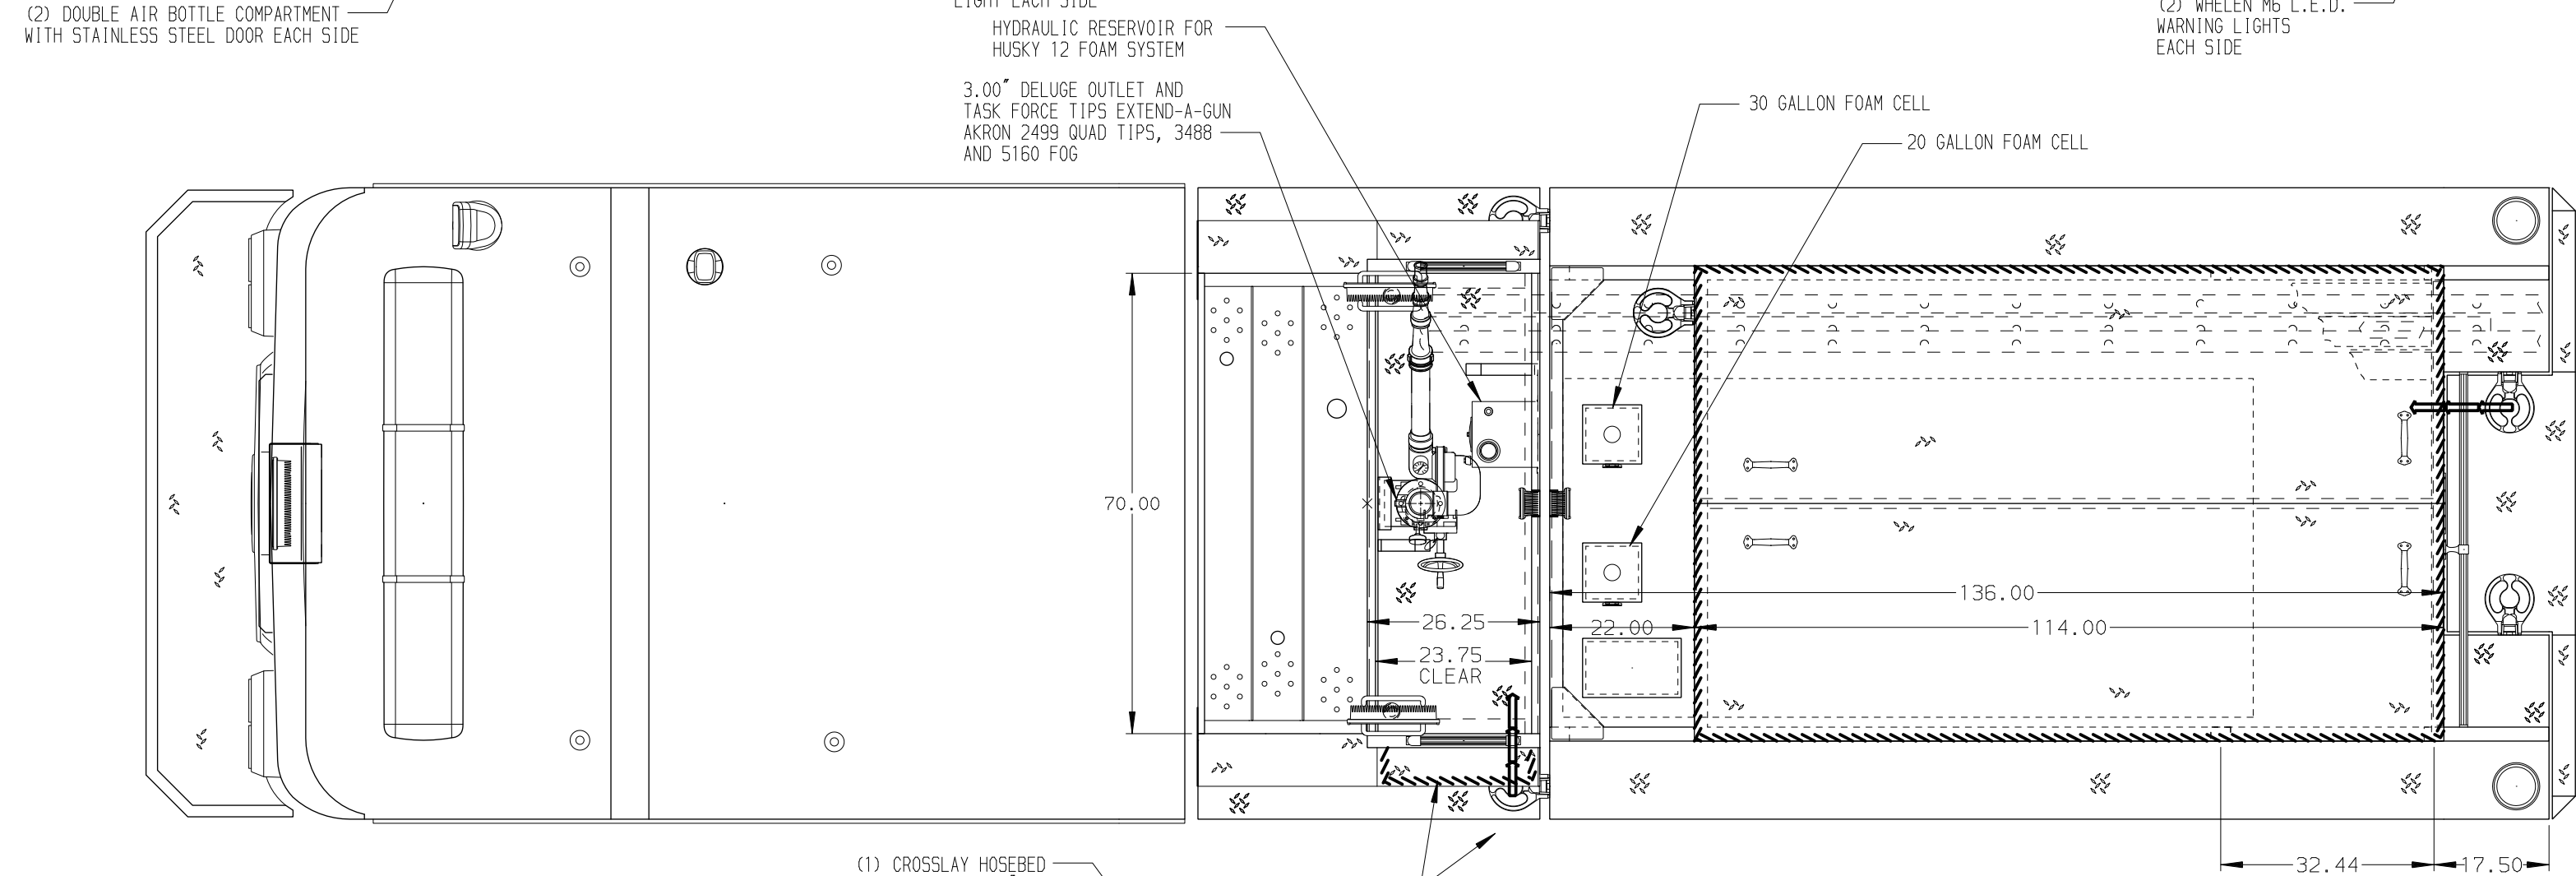 (2) DOUBLE AIR BOTTLE COMPARTMENT
WITH STAINLESS STEEL DOOR EACH SIDE
LIGHT EACH SIDE
HYDRAULIC RESERVOIR FOR
HUSKY 12 FOAM SYSTEM
3.00" DELUGE OUTLET AND
TASK FORCE TIPS EXTEND-A-GUN
AKRON 2499 QUAD TIPS, 3488
AND 5160 FOG
(2) WHELEN M6 L.E.D.
WARNING LIGHTS
EACH SIDE
30 GALLON FOAM CELL
20 GALLON FOAM CELL
70.00
136.00
26.25
22.00
114.00
23.75
CLEAR
32.44
17.50
(1) CROSSLAY HOSEBED